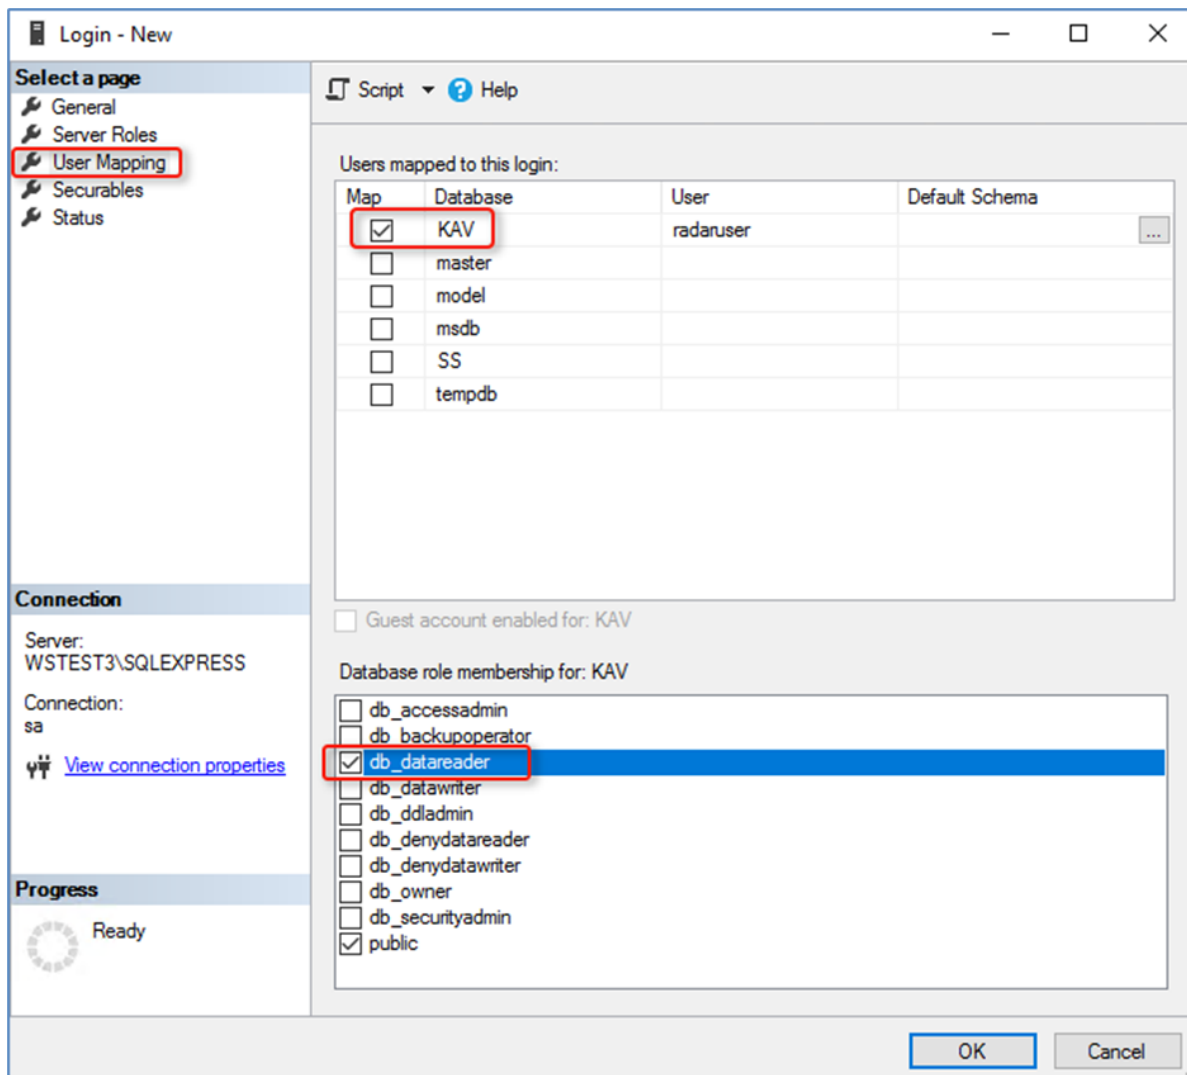 Login - New
Select a page
General
Server Roles
User Mapping
Securables
Status
Connection
Server:
WSTEST3\SQLEXPRESS
Connection:
sa
View connection properties
Progress
Ready
Script Help
Users mapped to this login:
Map Database User Default Schema
KAV radaruser ...
master
model
msdb
SS
tempdb
Guest account enabled for: KAV
Database role membership for: KAV
db_accessadmin
db_backupoperator
db_datareader
db_datawriter
db_ddladmin
db_denydatareader
db_denydatawriter
db_owner
db_securityadmin
public
OK Cancel